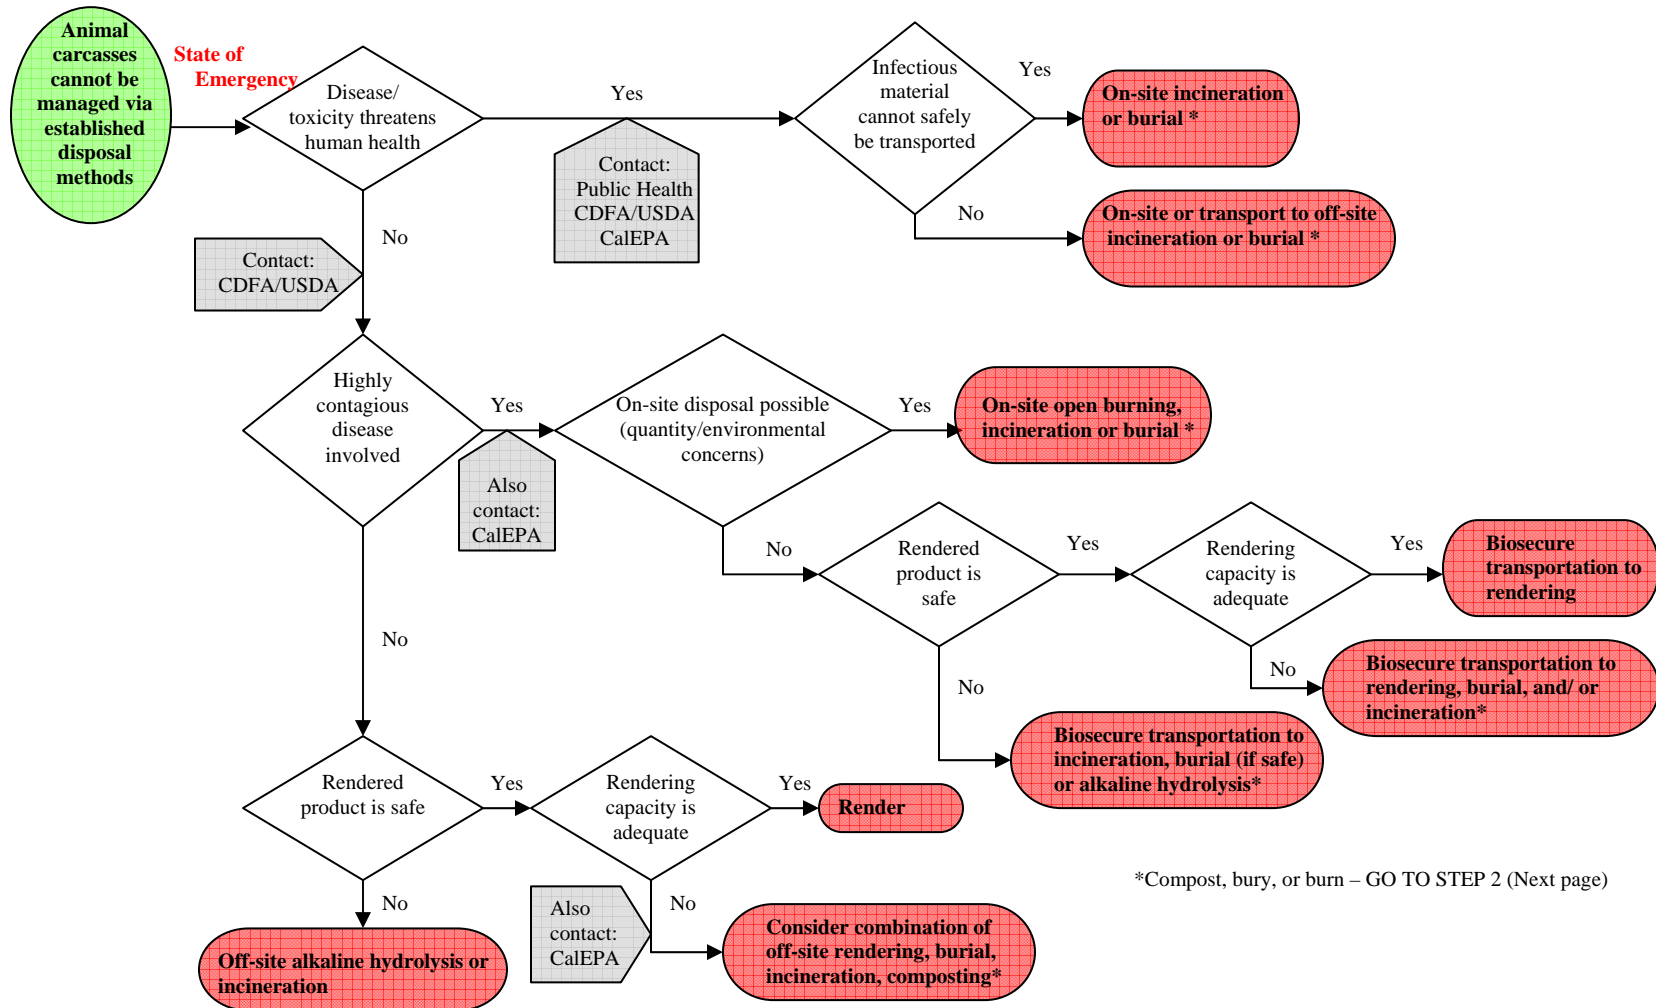 Animal
carcasses
cannot be
managed via
established
disposal
methods
State of
Emergency
Disease/
toxicity threatens
human health
Yes
Contact:
Public Health
CDFA/USDA
CalEPA
Infectious
material
cannot safely
be transported
Yes
On-site incineration
or burial *
No
On-site or transport to off-site
incineration or burial *
No
Contact:
CDFA/USDA
Highly
contagious
disease
involved
Yes
Also
contact:
CalEPA
On-site disposal possible
(quantity/environmental
concerns)
Yes
On-site open burning,
incineration or burial *
No
Rendered
product is
safe
Yes
Rendering
capacity is
adequate
Yes
Biosecure
transportation to
rendering
No
Biosecure transportation to
rendering, burial, and/ or
incineration*
No
Biosecure transportation to
incineration, burial (if safe)
or alkaline hydrolysis*
No
Rendered
product is safe
Yes
Rendering
capacity is
adequate
Yes
Render
No
Off-site alkaline hydrolysis or
incineration
Also
contact:
CalEPA
No
Consider combination of
off-site rendering, burial,
incineration, composting*
*Compost, bury, or burn – GO TO STEP 2 (Next page)